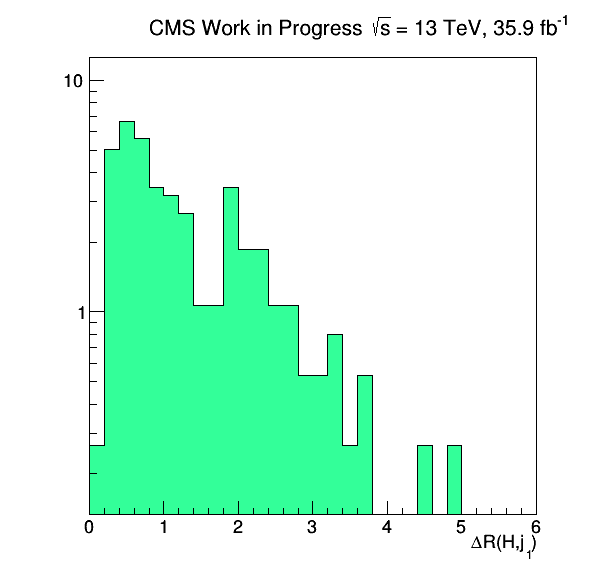 CMS Work in Progress √s = 13 TeV, 35.9 fb⁻¹
10
1
0 1 2 3 4 5 6
ΔR(H,j₁)